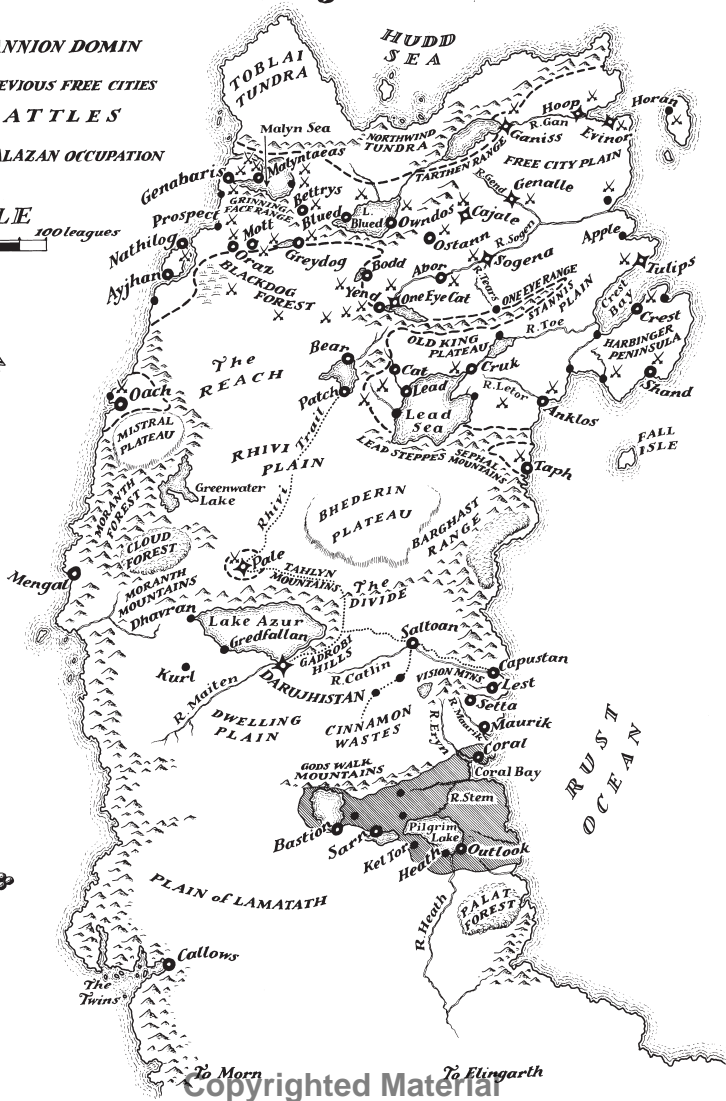 HUDD
SEA
ANNION DOMIN
EVIOUS FREE CITIES
ATTLES
ALAZAN OCCUPATION
LE
100 leagues
TOBLAI
TUNDRA
Malyn Sea
NORTHWIND
TUNDRA
Hoop
Horan
R. Gan
Ganiss
Evinor
TARTHEN RANGE
FREE CITY PLAIN
Genabaris
Malyntaeas
GRINNING
FACE RANGE
Bettrys
Blued
L.
Blued
Owndos
R. Gend
Genalle
Cajale
Prospect
Nathilog
Mott
Oraz
Greydog
Ostann
R. Sogen
Sogena
Apple
Tulips
Ayjhan
BLACKDOG
FOREST
Bodd
Abor
R. Tears
Yend
One Eye Cat
ONE EYE RANGE
STANNIS
PLAIN
Crest
Bay
Crest
HARBINGER
PENINSULA
Shand
OLD KING
PLATEAU
R. Toe
Bear
The
REACH
Cat
Cruk
Patch
Lead
R. Letor
Anklos
Lead
Sea
Oach
MISTRAL
PLATEAU
FALL
ISLE
LEAD STEPPES
SEPHAL
MOUNTAINS
Taph
RHIVI
PLAIN
Rhivi Trail
MORANTH
FOREST
Greenwater
Lake
BHEDERIN
PLATEAU
BARGHAST
RANGE
CLOUD
FOREST
Pale
TAHLYN
MOUNTAINS
Mengal
MORANTH
MOUNTAINS
The
DIVIDE
Dhavran
Lake Azur
Gredfallan
GADROBI
HILLS
Saltoan
Kurl
DARUJHISTAN
R. Catlin
Capustan
VISION MTNS
Lest
Setta
R. Maiten
DWELLING
PLAIN
CINNAMON
WASTES
R. Eryn
R. Maurik
Maurik
Coral
Coral Bay
RUST
OCEAN
GODS WALK
MOUNTAINS
R. Stem
Bastion
Sarn
Pilgrim
Lake
Kel Tor
Heath
Outlook
PLAIN of LAMATATH
R. Heath
PALAT
FOREST
Callows
The
Twins
To Morn
To Elingarth
Copyrighted Material